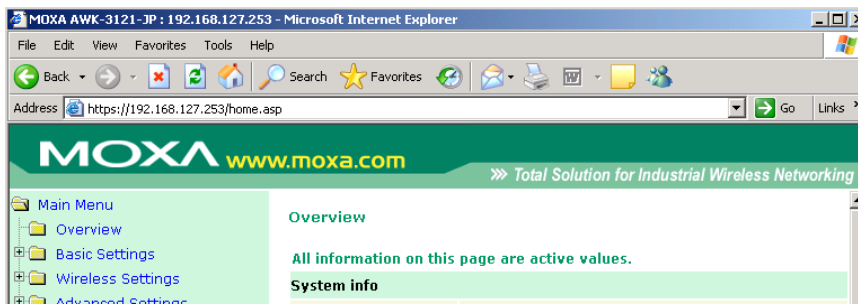 MOXA AWK-3121-JP : 192.168.127.253 - Microsoft Internet Explorer
File Edit View Favorites Tools Help
Back Search Favorites
Address https://192.168.127.253/home.asp Go Links »
MOXA www.moxa.com
Total Solution for Industrial Wireless Networking
Main Menu
Overview
Basic Settings
Wireless Settings
Advanced Settings
Overview
All information on this page are active values.
System info